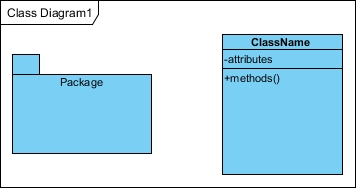 Class Diagram1
Package
ClassName
-attributes
+methods()